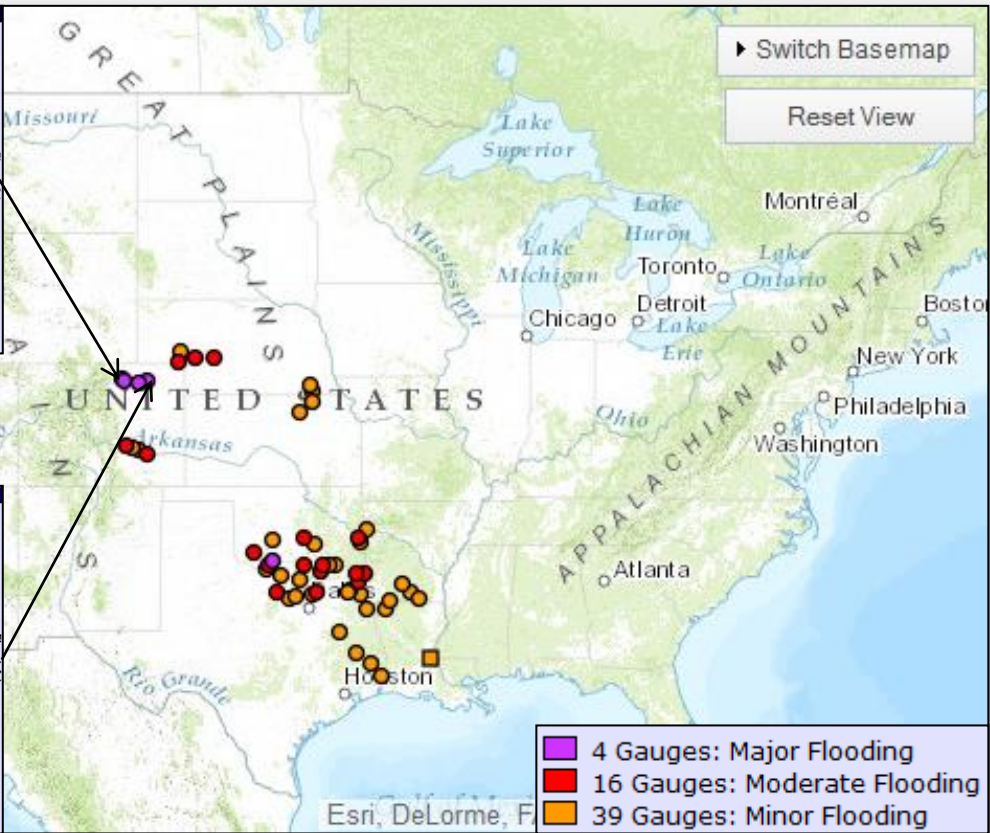 GREAT PLAINS
Switch Basemap
Reset View
Missouri
Lake
Superior
Montréal
Lake
Huron
Lake
Michigan
Toronto
Lake
Ontario
Mississippi
Chicago
Detroit
Boston
Lake
Erie
New York
UNITED STATES
Philadelphia
Ohio
Washington
Arkansas
APPALACHIAN MOUNTAINS
A
I
N
S
Atlanta
Rio Grande
Houston
4 Gauges: Major Flooding
16 Gauges: Moderate Flooding
39 Gauges: Minor Flooding
Esri, DeLorme,